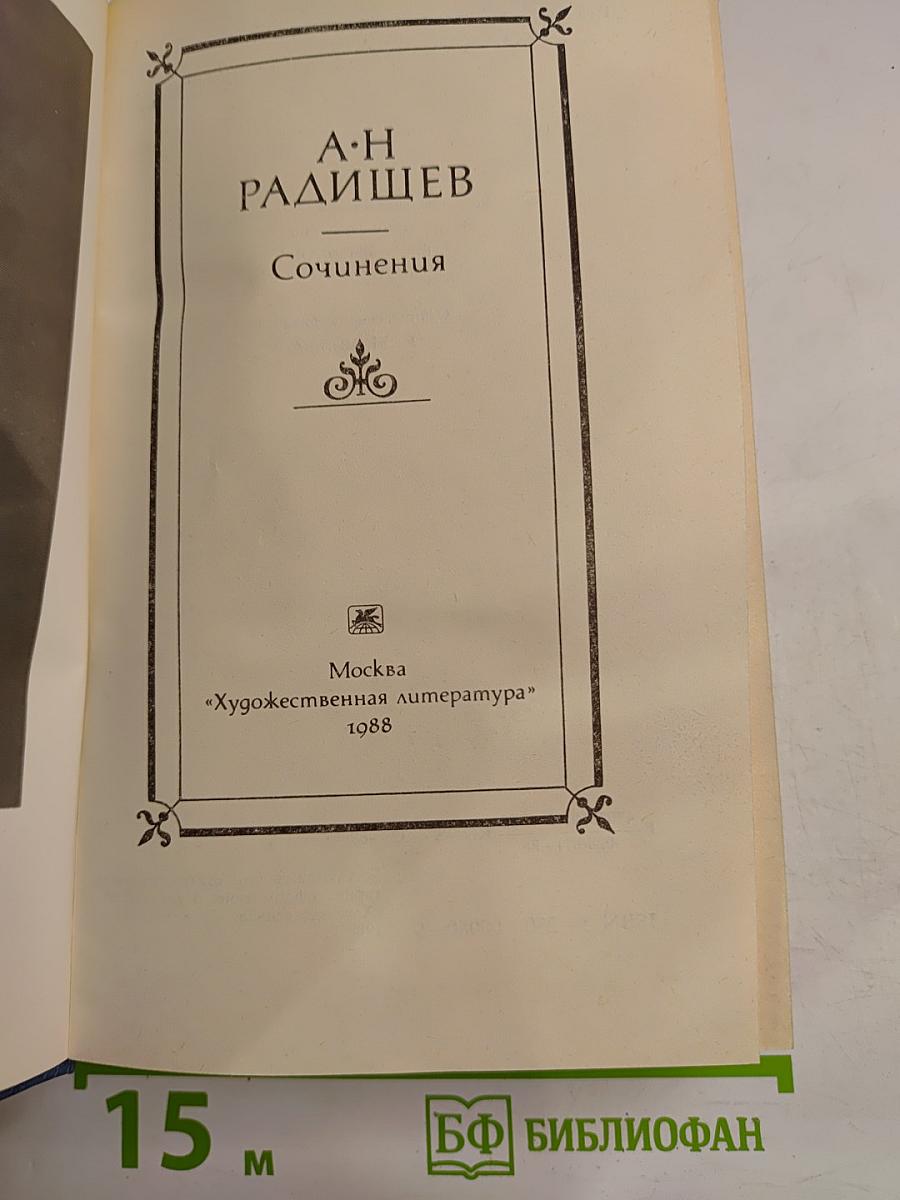 А·Н
РАДИЩЕВ
Сочинения
Москва
«Художественная литература»
1988
15 м
БФ БИБЛИОФАН